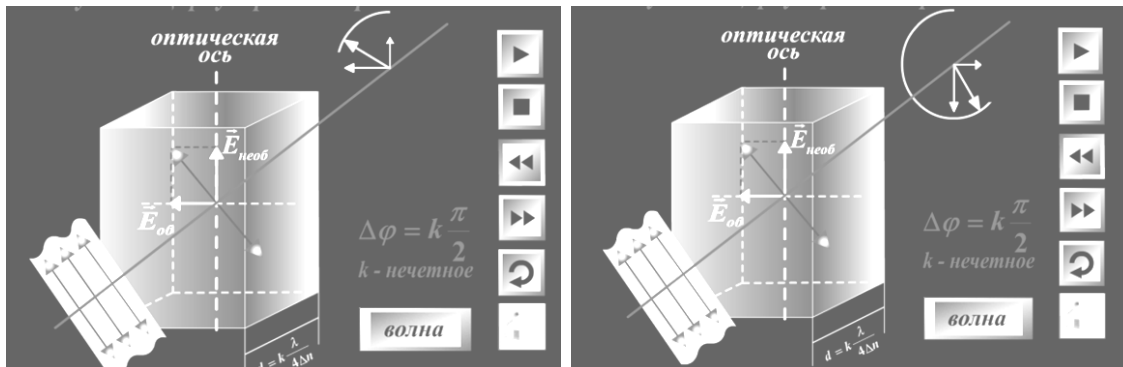 оптическая
ось
E⃗необ
E⃗об
Δφ = k π/2
k - нечетное
волна
d = k λ/4Δn
оптическая
ось
E⃗необ
E⃗об
Δφ = k π/2
k - нечетное
волна
d = k λ/4Δn